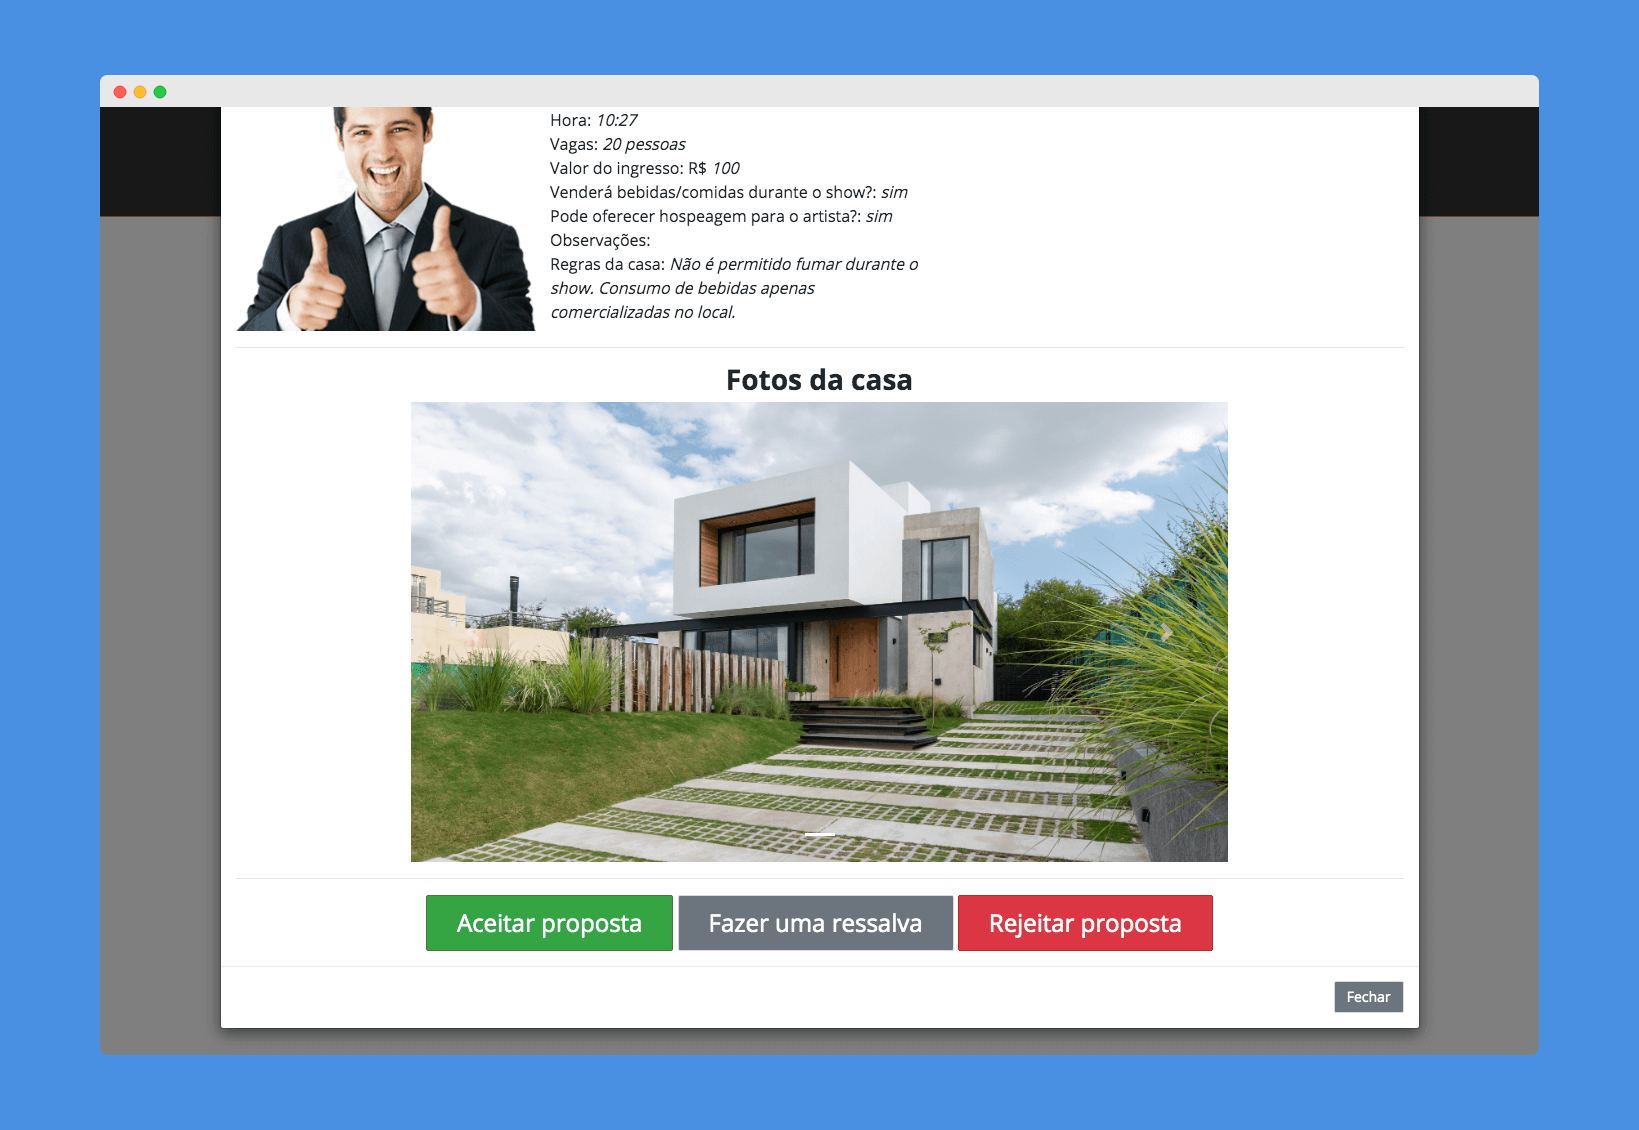 Hora: 10:27
Vagas: 20 pessoas
Valor do ingresso: R$ 100
Venderá bebidas/comidas durante o show?: sim
Pode oferecer hospeagem para o artista?: sim
Observações:
Regras da casa: Não é permitido fumar durante o
show. Consumo de bebidas apenas
comercializadas no local.
Fotos da casa
Aceitar proposta
Fazer uma ressalva
Rejeitar proposta
Fechar